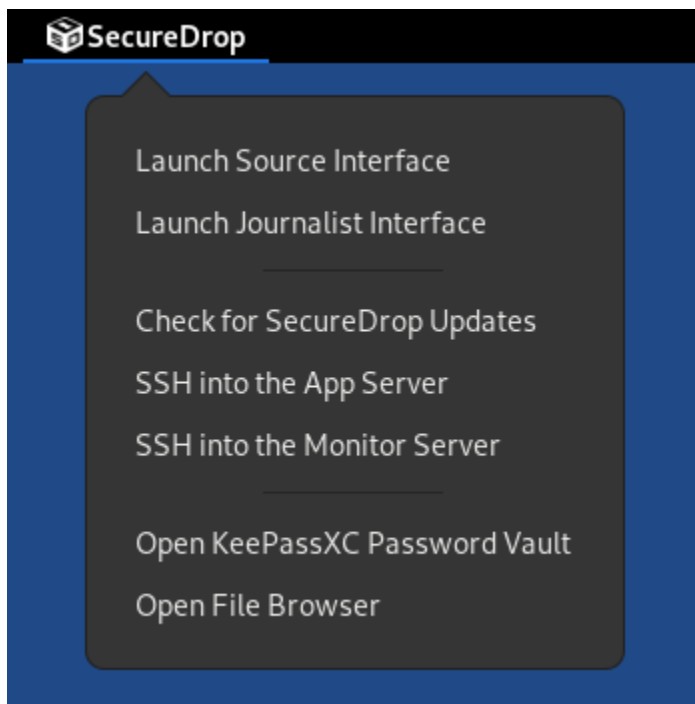 SecureDrop
Launch Source Interface
Launch Journalist Interface
Check for SecureDrop Updates
SSH into the App Server
SSH into the Monitor Server
Open KeePassXC Password Vault
Open File Browser